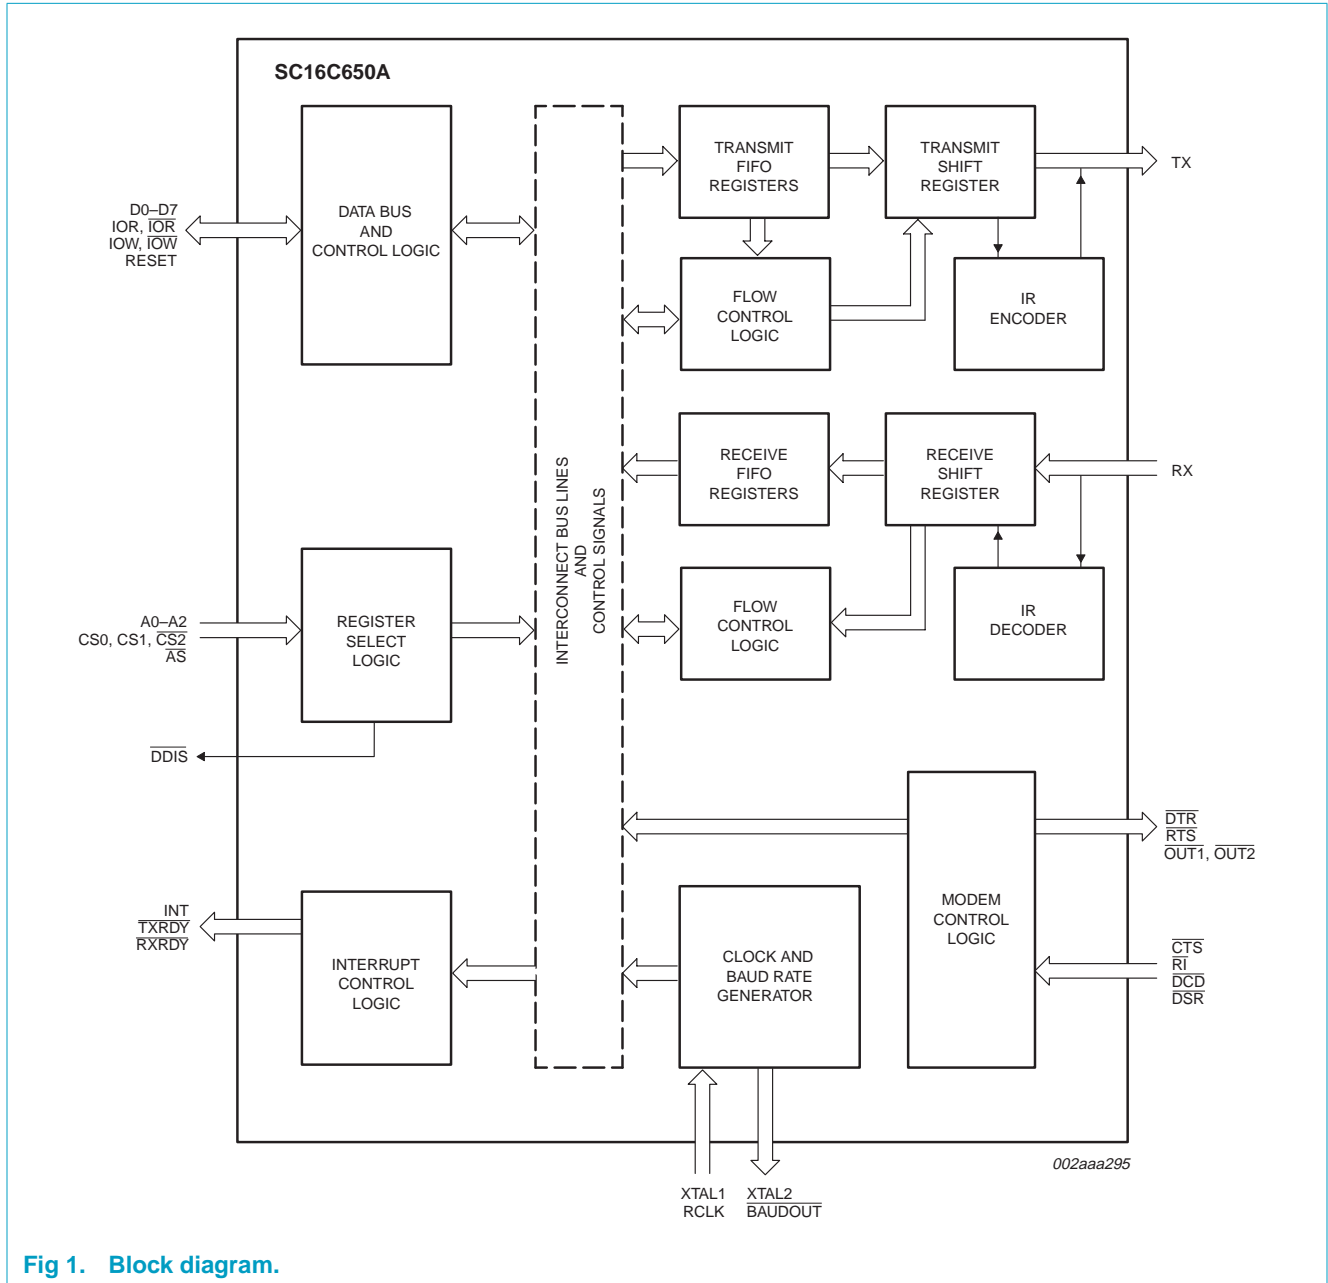 SC16C650A
D0–D7
IOR, IOR
IOW, IOW
RESET
DATA BUS
AND
CONTROL LOGIC
TRANSMIT
FIFO
REGISTERS
TRANSMIT
SHIFT
REGISTER
TX
FLOW
CONTROL
LOGIC
IR
ENCODER
INTERCONNECT BUS LINES
AND
CONTROL SIGNALS
RECEIVE
FIFO
REGISTERS
RECEIVE
SHIFT
REGISTER
RX
A0–A2
CS0, CS1, CS2
AS
REGISTER
SELECT
LOGIC
FLOW
CONTROL
LOGIC
IR
DECODER
DDIS
DTR
RTS
OUT1, OUT2
MODEM
CONTROL
LOGIC
INT
TXRDY
RXRDY
INTERRUPT
CONTROL
LOGIC
CLOCK AND
BAUD RATE
GENERATOR
CTS
RI
DCD
DSR
XTAL1
RCLK
XTAL2
BAUDOUT
002aaa295
Fig 1. Block diagram.